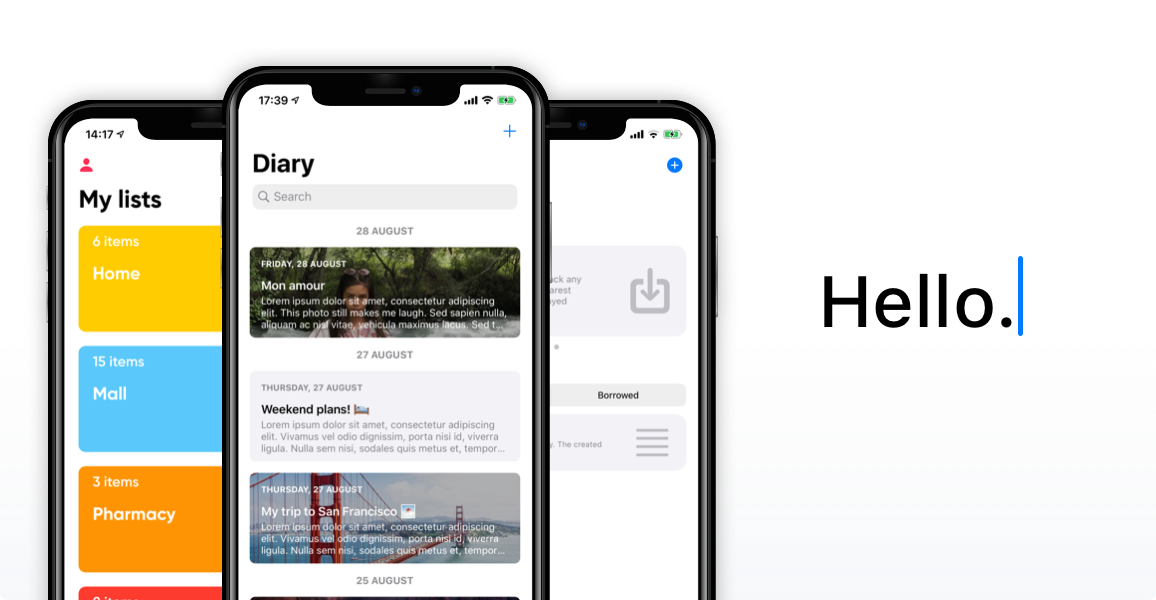 14:17
My lists
6 items
Home
15 items
Mall
3 items
Pharmacy
items
17:39
Diary
Search
28 AUGUST
FRIDAY, 28 AUGUST
Mon amour
Lorem ipsum dolor sit amet, consectetur adipiscing
elit. This photo still makes me laugh. Sed sapien nulla,
aliquam ac nisl vitae, vehicula maximus lacus. Sed t...
27 AUGUST
THURSDAY, 27 AUGUST
Weekend plans! 🛌
Lorem ipsum dolor sit amet, consectetur adipiscing
elit. Vivamus vel odio dignissim, porta nisi id, viverra
ligula. Nulla sem nisi, sodales quis metus et, tempor...
THURSDAY, 27 AUGUST
My trip to San Francisco
Lorem ipsum dolor sit amet, consectetur adipiscing
elit. Vivamus vel odio dignissim, porta nisi id, viverra
ligula. Nulla sem nisi, sodales quis metus et, tempor...
25 AUGUST
any
Borrowed
. The created
Hello.